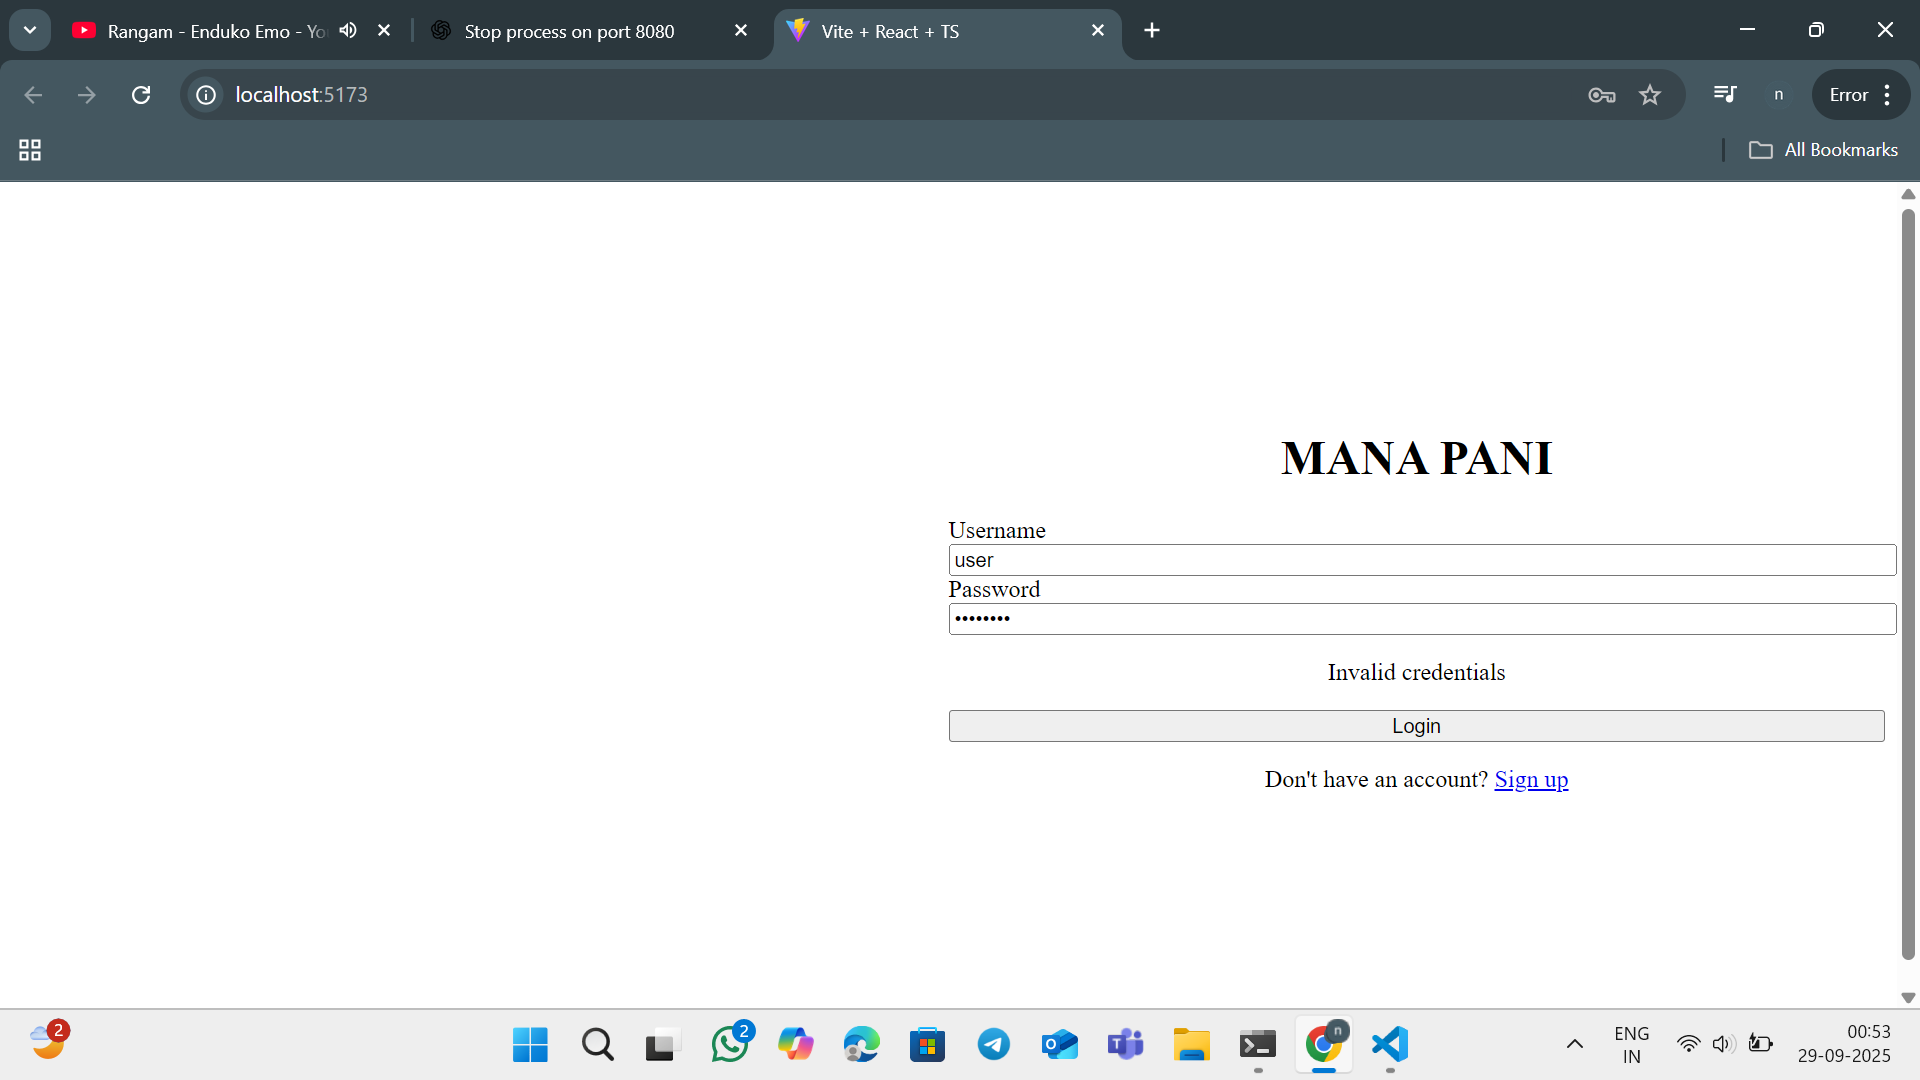 Rangam - Enduko Emo - You
Stop process on port 8080
Vite + React + TS
localhost:5173
n
Error
All Bookmarks
MANA PANI
Username
user
Password
Invalid credentials
Login
Don't have an account? Sign up
2
2
n
ENG
IN
00:53
29-09-2025